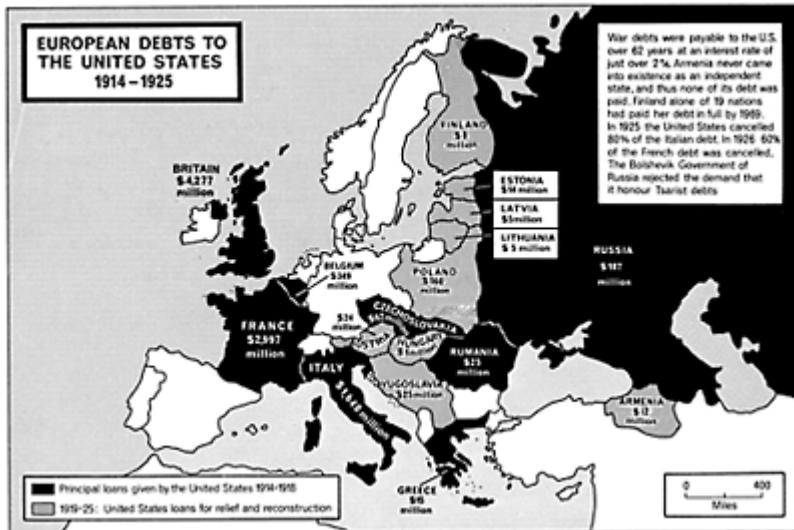 EUROPEAN DEBTS TO
THE UNITED STATES
1914–1925
War debts were payable to the U.S.
over 62 years at an interest rate of
just over 2%. Armenia never came
into existence as an independent
state, and thus none of its debt was
paid. Finland alone of 19 nations
had paid her debt in full by 1969.
In 1925 the United States cancelled
80% of the Italian debt. In 1926 60%
of the French debt was cancelled.
The Bolshevik Government of
Russia rejected the demand that
it honour Tsarist debts
FINLAND
million
BRITAIN
$4,277
million
ESTONIA
$14 million
LATVIA
$5 million
LITHUANIA
$5 million
RUSSIA
$187
million
BELGIUM
million
POLAND
million
CZECHOSLOVAKIA
FRANCE
$2,997
million
million
HUNGARY
million
RUMANIA
$25
million
ITALY
million
YUGOSLAVIA
million
ARMENIA
$12
million
GREECE
$15
million
Principal loans given by the United States 1914-1918
1919-25: United States loans for relief and reconstruction
0 400
Miles